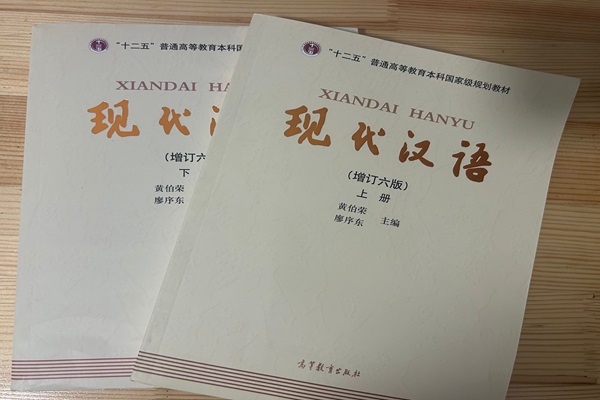 "十二五"普通高等教育本科国
XIANDAI HA
现代
(增订六
下
黄伯荣
廖序东
"十二五"普通高等教育本科国家级规划教材
XIANDAI HANYU
现代汉语
(增订六版)
上 册
黄伯荣
廖序东 主编
高等教育出版社